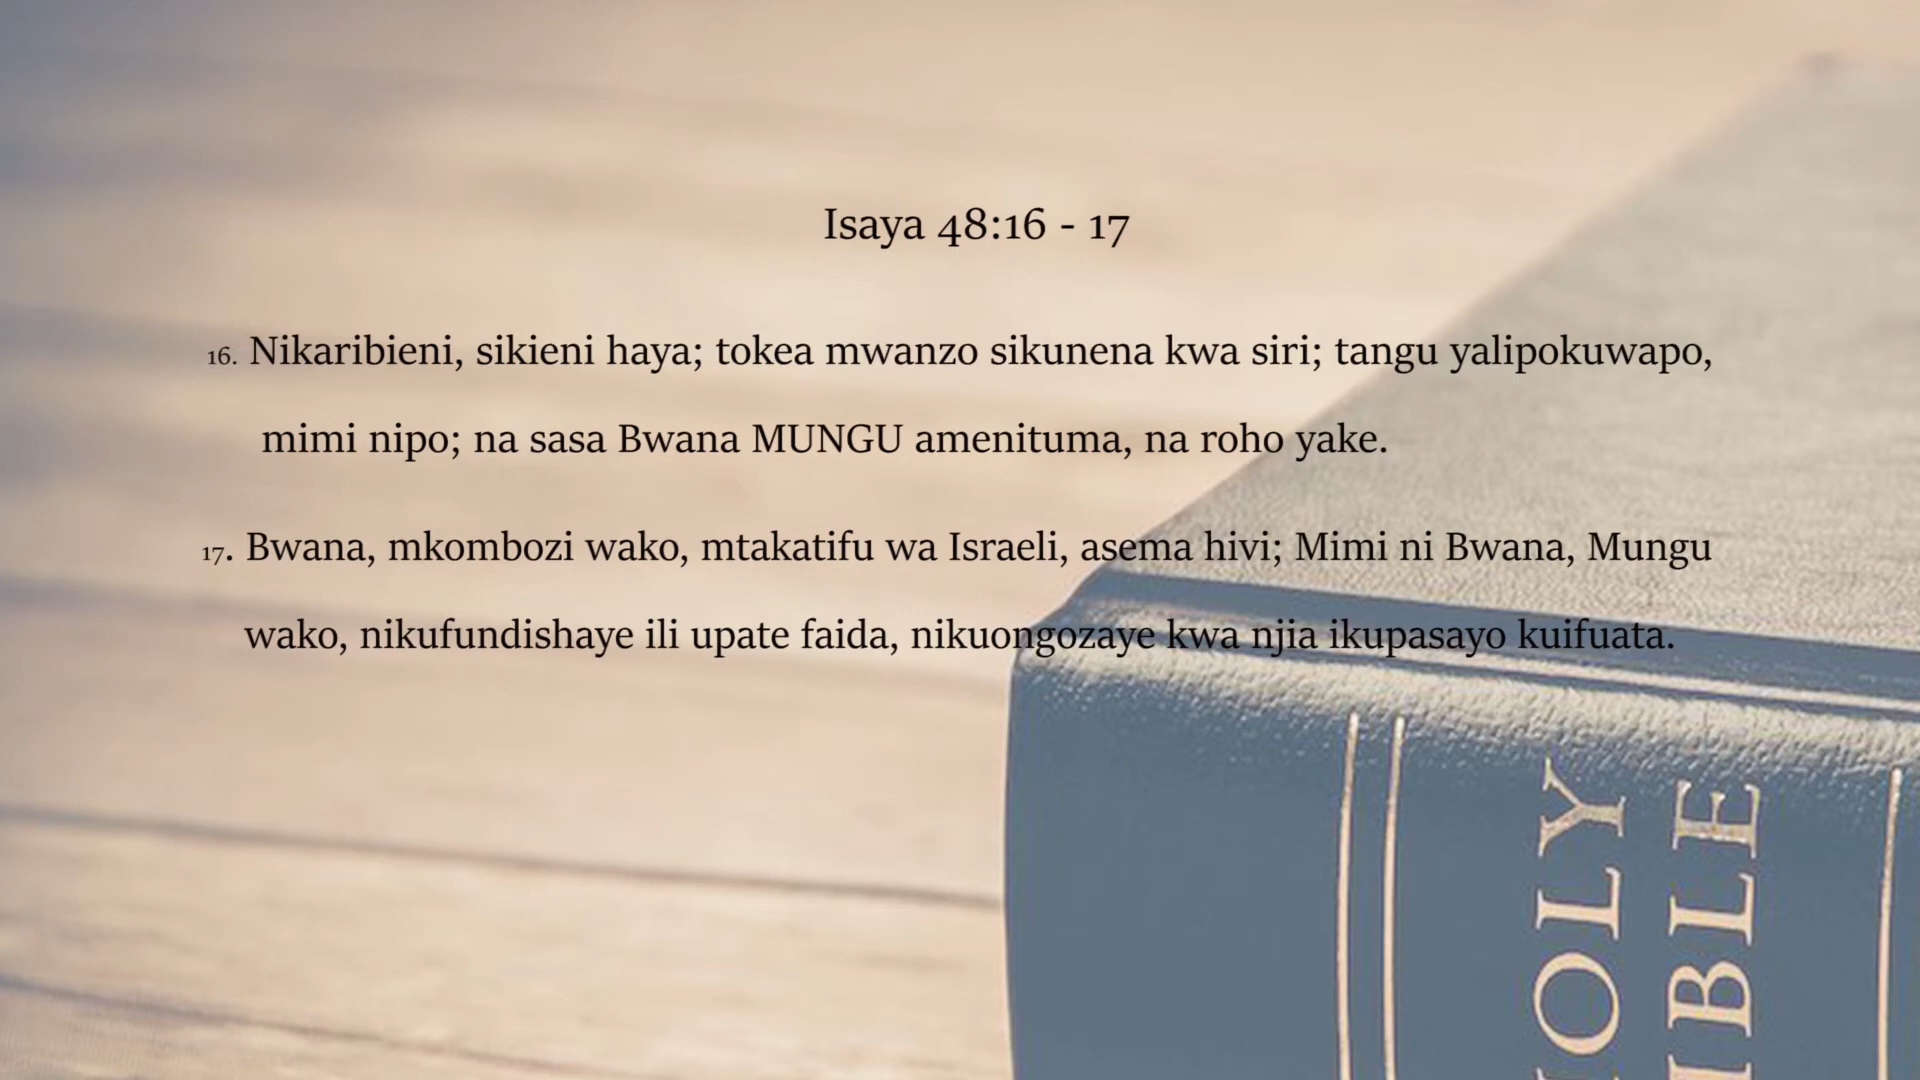 Isaya 48:16 - 17
16. Nikaribieni, sikieni haya; tokea mwanzo sikunena kwa siri; tangu yalipokuwapo,
mimi nipo; na sasa Bwana MUNGU amenituma, na roho yake.
17. Bwana, mkombozi wako, mtakatifu wa Israeli, asema hivi; Mimi ni Bwana, Mungu
wako, nikufundishaye ili upate faida, nikuongozaye kwa njia ikupasayo kuifuata.
HOLY
BIBLE